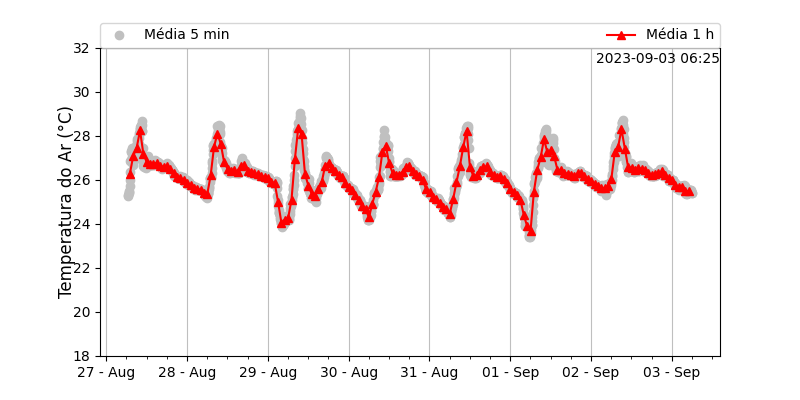 Média 5 min
Média 1 h
2023-09-03 06:25
Temperatura do Ar (°C)
32
30
28
26
24
22
20
18
27 - Aug
28 - Aug
29 - Aug
30 - Aug
31 - Aug
01 - Sep
02 - Sep
03 - Sep